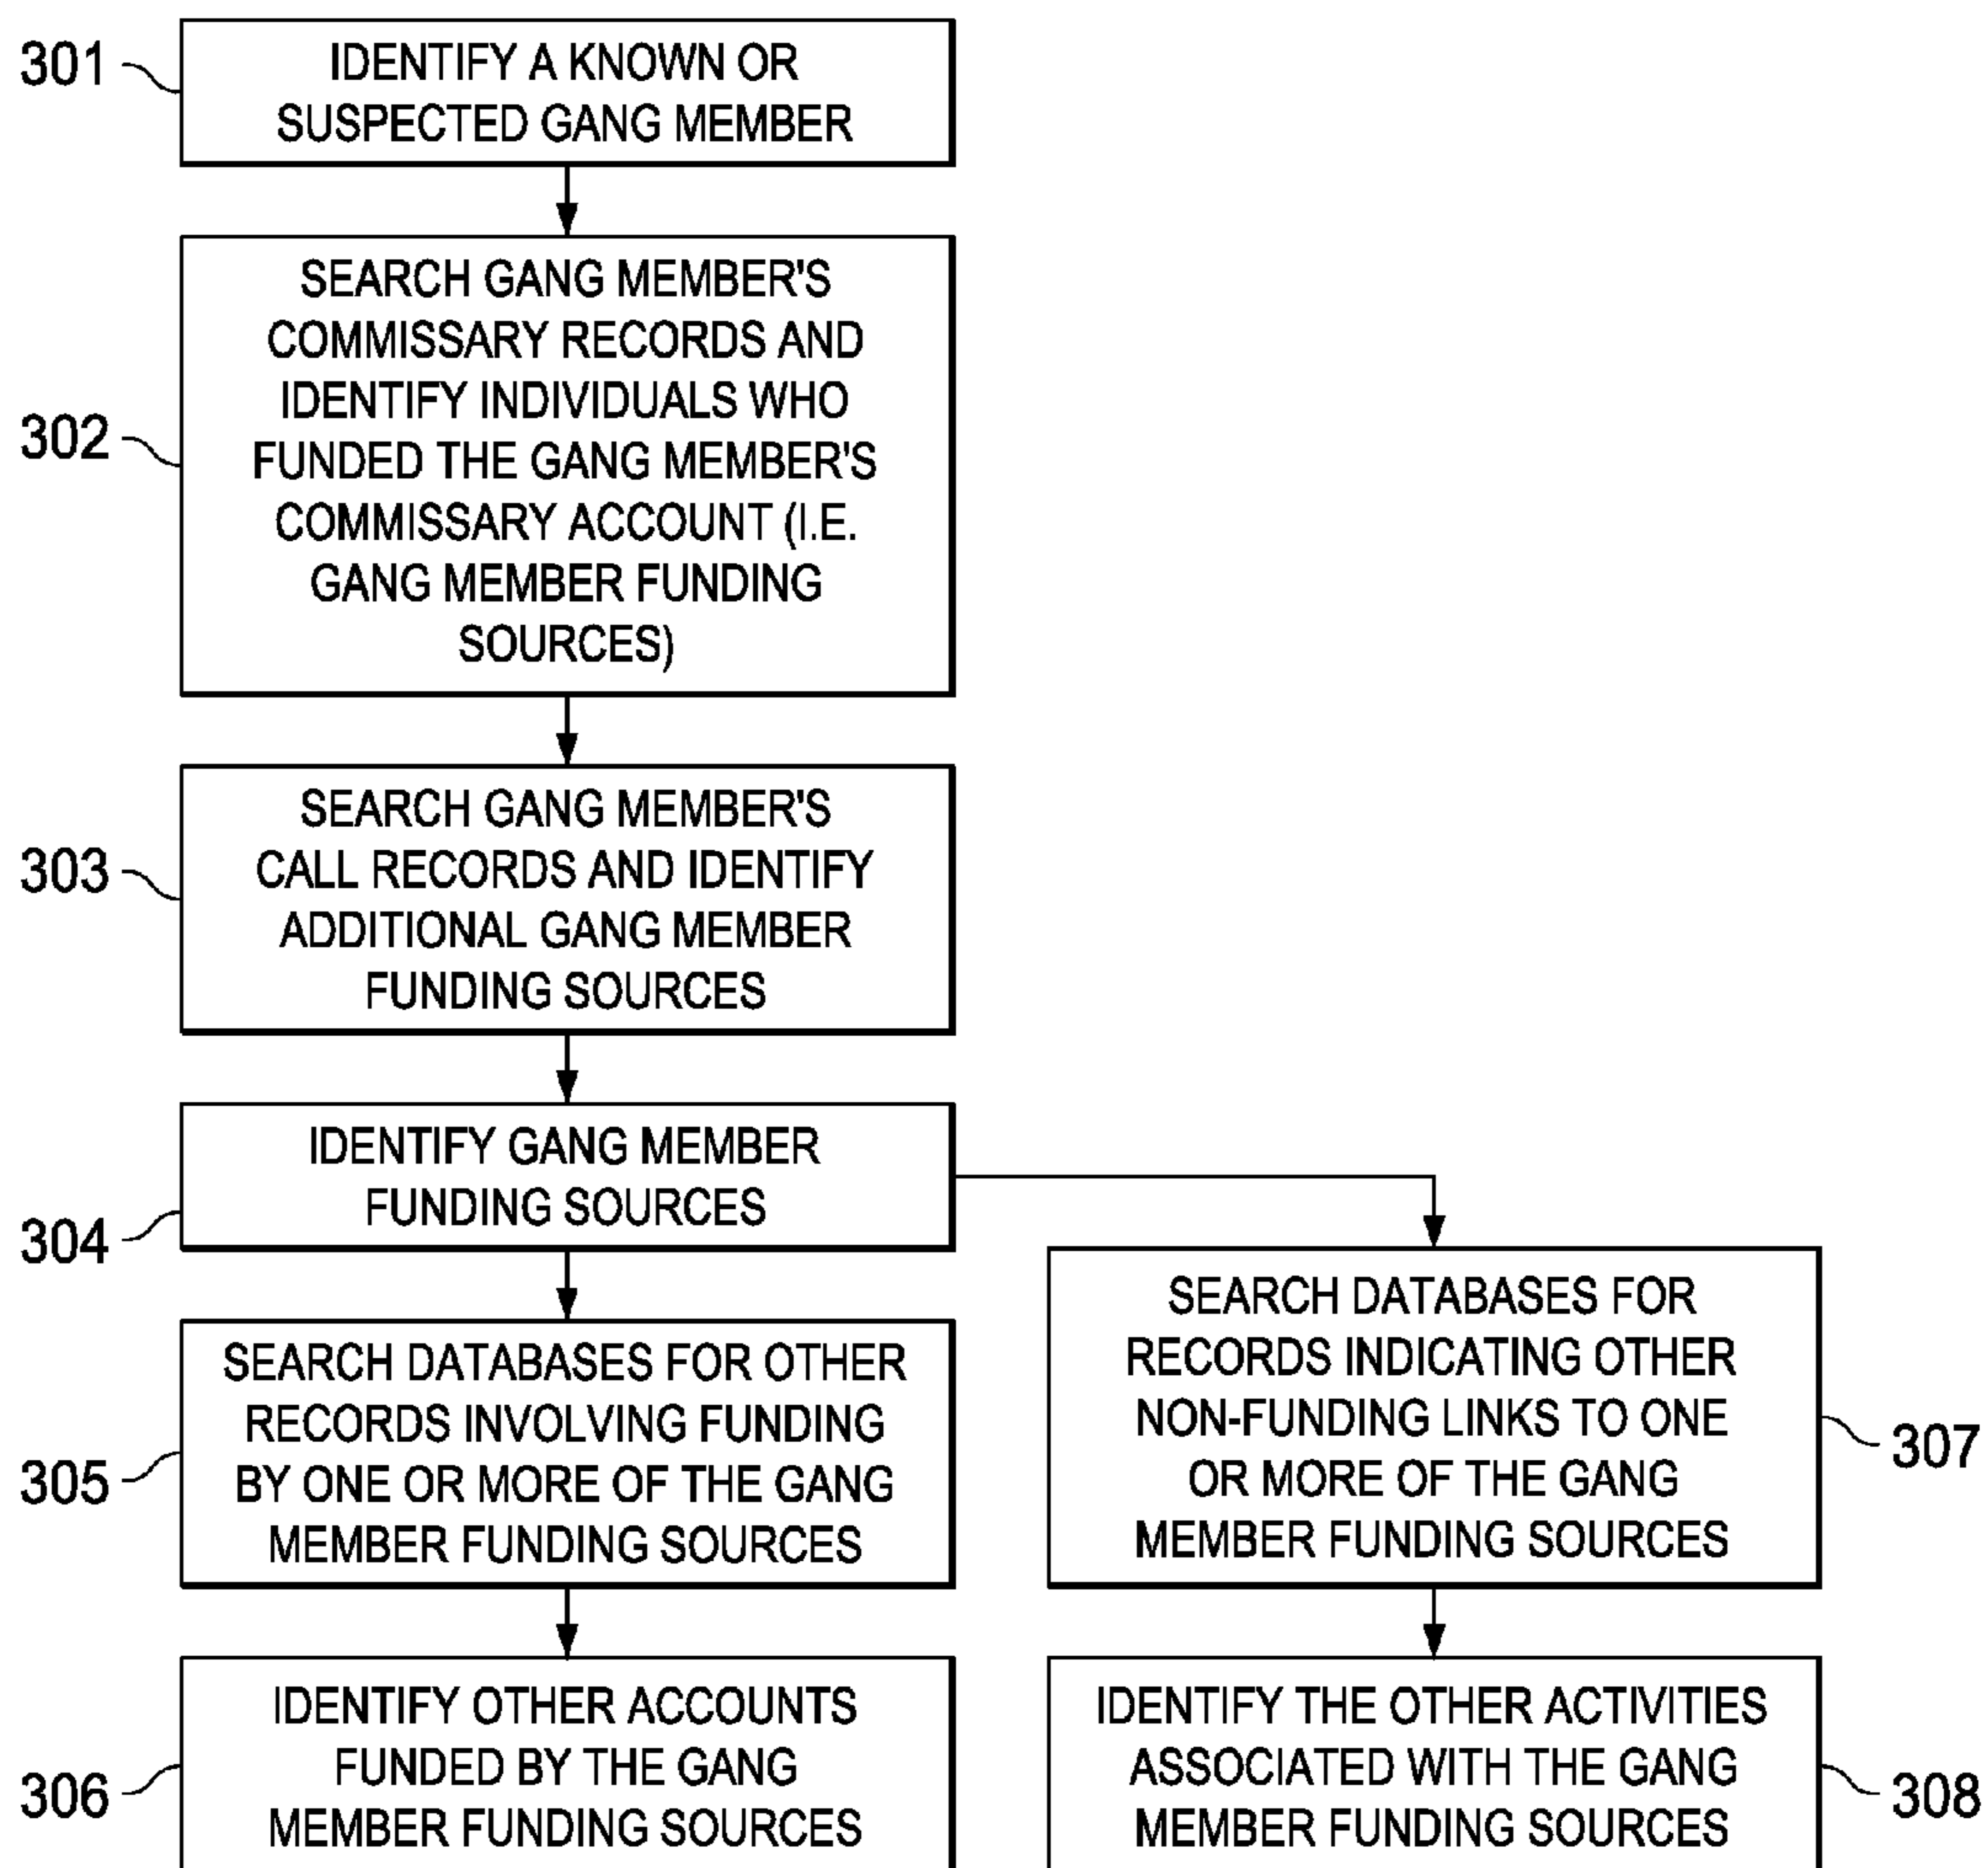 301
IDENTIFY A KNOWN OR
SUSPECTED GANG MEMBER
302
SEARCH GANG MEMBER'S
COMMISSARY RECORDS AND
IDENTIFY INDIVIDUALS WHO
FUNDED THE GANG MEMBER'S
COMMISSARY ACCOUNT (I.E.
GANG MEMBER FUNDING
SOURCES)
303
SEARCH GANG MEMBER'S
CALL RECORDS AND IDENTIFY
ADDITIONAL GANG MEMBER
FUNDING SOURCES
304
IDENTIFY GANG MEMBER
FUNDING SOURCES
305
SEARCH DATABASES FOR OTHER
RECORDS INVOLVING FUNDING
BY ONE OR MORE OF THE GANG
MEMBER FUNDING SOURCES
306
IDENTIFY OTHER ACCOUNTS
FUNDED BY THE GANG
MEMBER FUNDING SOURCES
SEARCH DATABASES FOR
RECORDS INDICATING OTHER
NON-FUNDING LINKS TO ONE
OR MORE OF THE GANG
MEMBER FUNDING SOURCES
307
IDENTIFY THE OTHER ACTIVITIES
ASSOCIATED WITH THE GANG
MEMBER FUNDING SOURCES
308